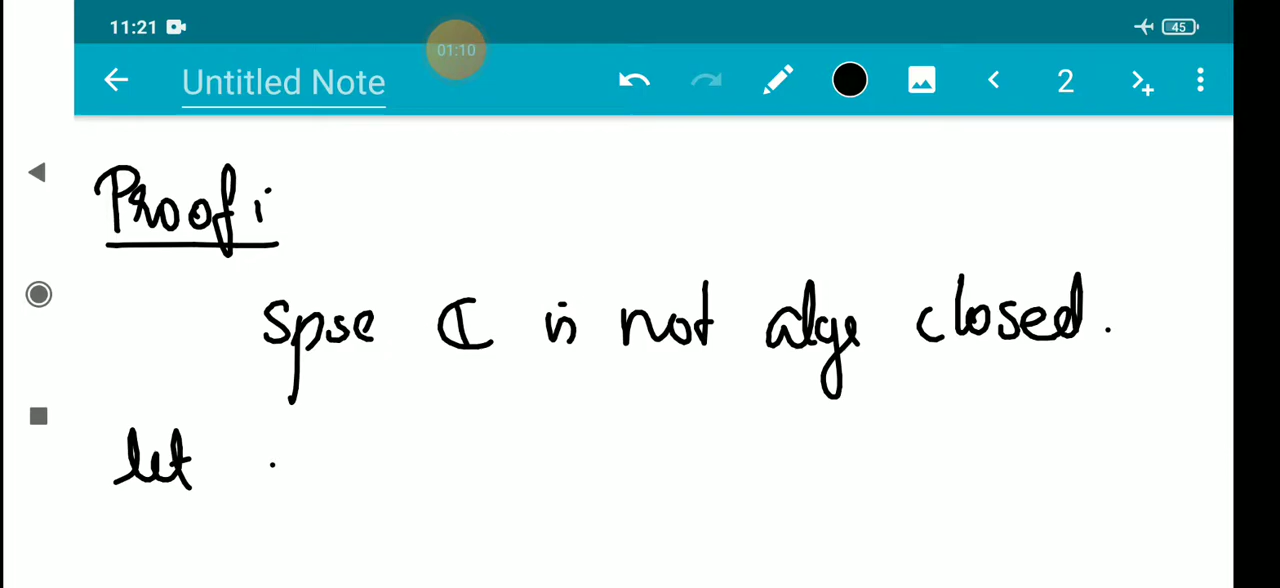 11:21 45
01:10
Untitled Note 2
Proof:
spse ℂ is not alge closed.
let